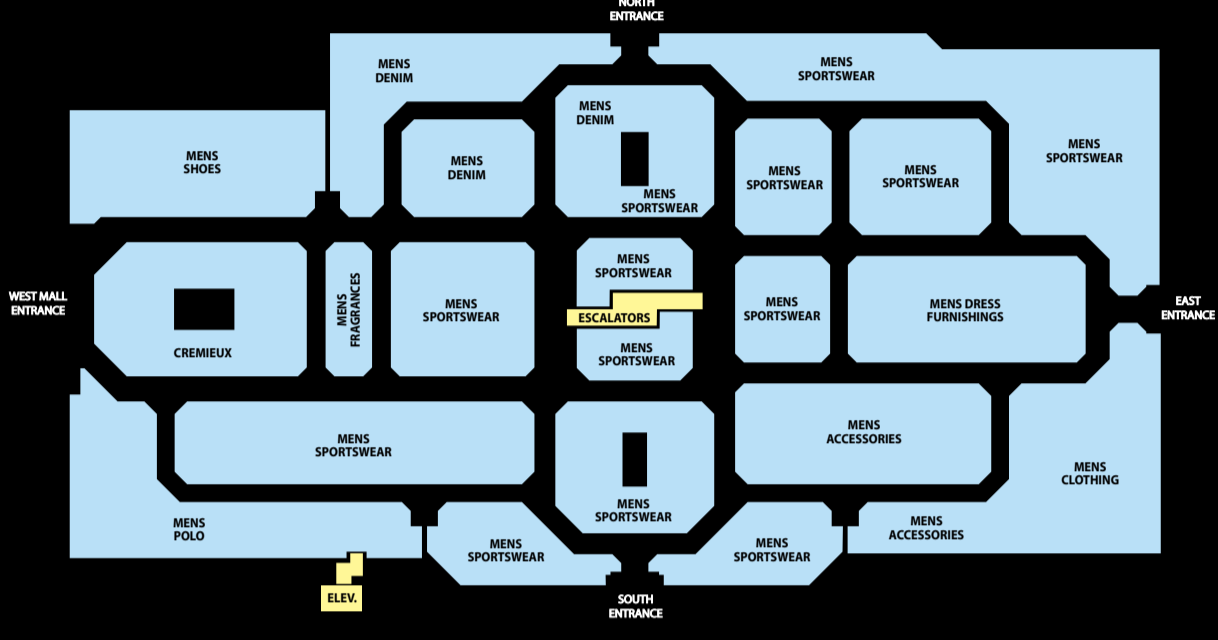 NORTH
ENTRANCE
MENS
DENIM
MENS
SPORTSWEAR
MENS
DENIM
MENS
SHOES
MENS
DENIM
MENS
SPORTSWEAR
MENS
SPORTSWEAR
MENS
SPORTSWEAR
MENS
SPORTSWEAR
WEST MALL
ENTRANCE
CREMIEUX
MENS
FRAGRANCES
MENS
SPORTSWEAR
MENS
SPORTSWEAR
ESCALATORS
MENS
SPORTSWEAR
MENS
SPORTSWEAR
MENS DRESS
FURNISHINGS
EAST
ENTRANCE
MENS
SPORTSWEAR
MENS
SPORTSWEAR
MENS
ACCESSORIES
MENS
CLOTHING
MENS
POLO
MENS
SPORTSWEAR
MENS
SPORTSWEAR
MENS
ACCESSORIES
ELEV.
SOUTH
ENTRANCE